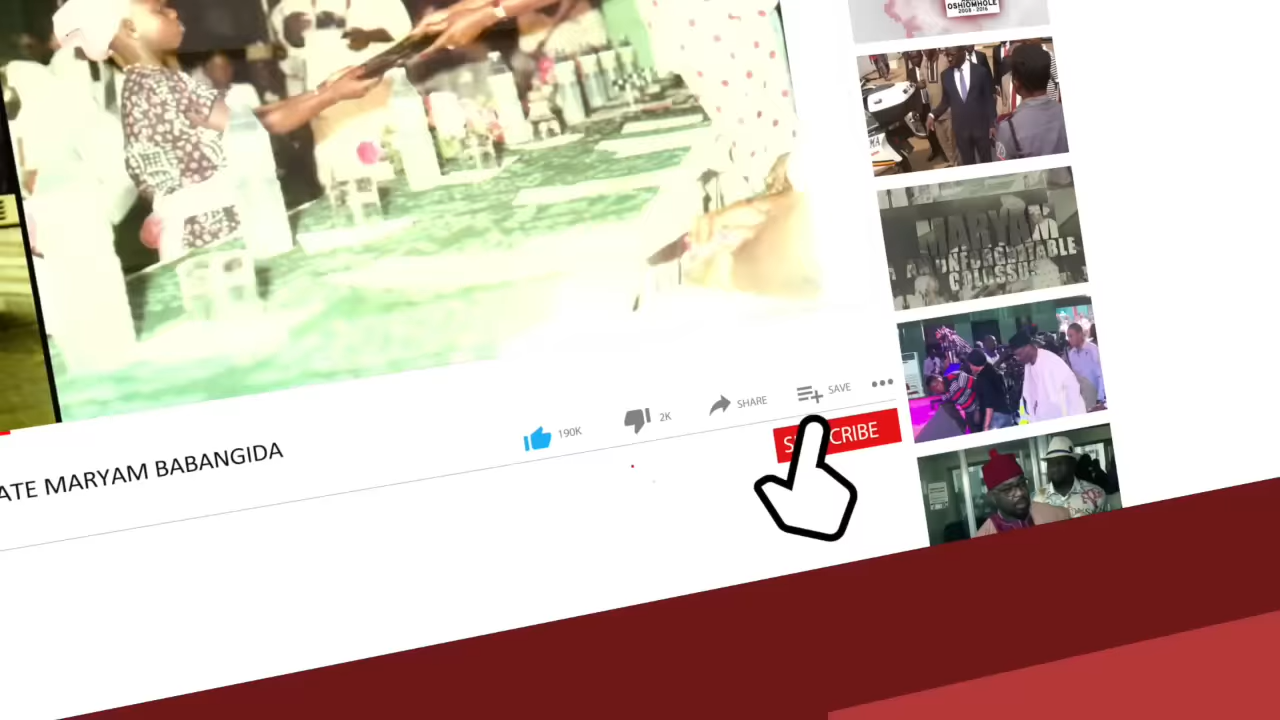 OSHIOMHOLE
2008 - 2016
MARYAM
AN UNFORGETTABLE
COLOSSUS
190K
2K
SHARE
SAVE
SCRIBE
ATE MARYAM BABANGIDA